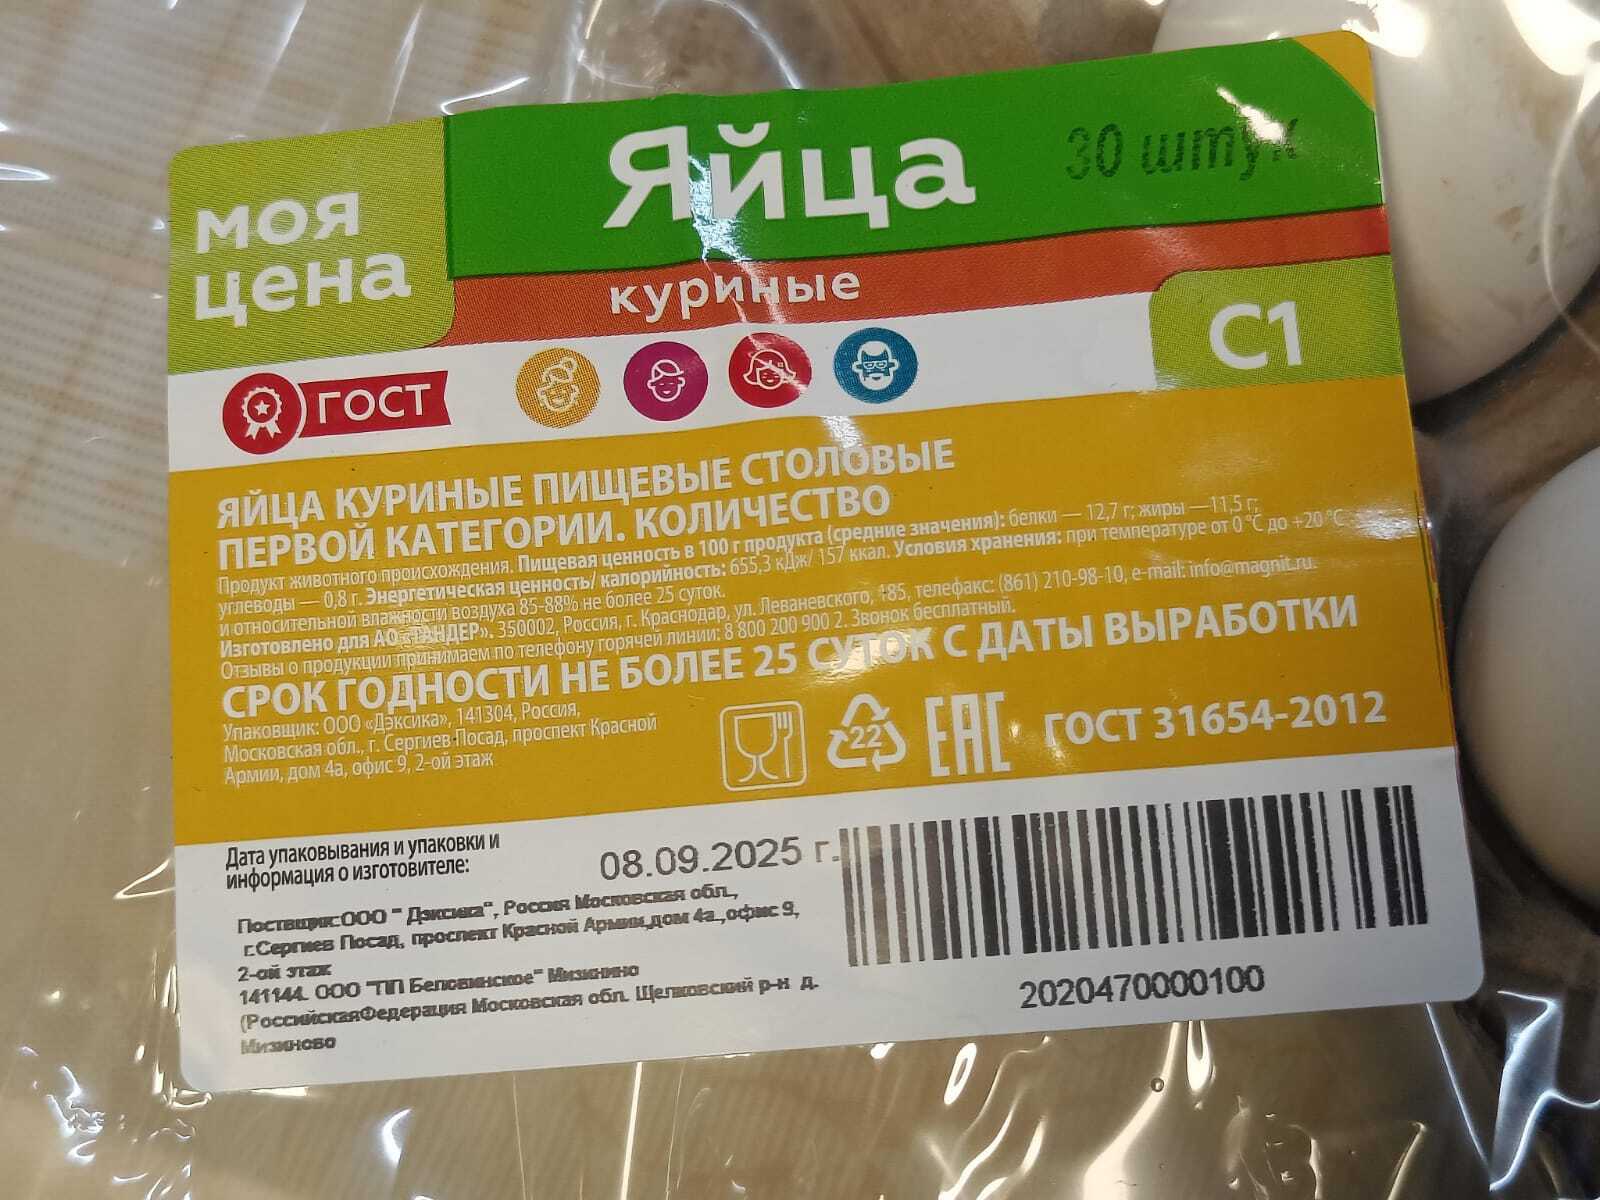 моя
цена
Яйца
30 штук
куриные
С1
ГОСТ
ЯЙЦА КУРИНЫЕ ПИЩЕВЫЕ СТОЛОВЫЕ
ПЕРВОЙ КАТЕГОРИИ. КОЛИЧЕСТВО
Продукт животного происхождения. Пищевая ценность в 100 г продукта (средние значения): белки — 12,7 г; жиры — 11,5 г;
углеводы — 0,8 г. Энергетическая ценность/ калорийность: 655,3 кДж/ 157 ккал. Условия хранения: при температуре от 0 °С до +20 °С
и относительной влажности воздуха 85-88% не более 25 суток.
Изготовлено для АО «ТАНДЕР». 350002, Россия, г. Краснодар, ул. Леваневского, 185, телефакс: (861) 210-98-10, e-mail: info@magnit.ru.
Отзывы о продукции принимаем по телефону горячей линии: 8 800 200 900 2. Звонок бесплатный.
СРОК ГОДНОСТИ НЕ БОЛЕЕ 25 СУТОК С ДАТЫ ВЫРАБОТКИ
Упаковщик: ООО «Дэксика», 141304, Россия,
Московская обл., г. Сергиев Посад, проспект Красной
Армии, дом 4а, офис 9, 2-ой этаж
22
EAC
ГОСТ 31654-2012
Дата упаковывания и упаковки и
информация о изготовителе:
08.09.2025 г.
Поствщик:ООО " Дэксика", Россия Московская обл.,
г.Сергиев Посад, проспект Красной Армии,дом 4а.,офис 9,
2-ой этаж
141144. ООО "ПП Беловинское" Мизинино
(РоссийскаяФедерация Московская обл. Щелковский р-н д.
Мизиново
2020470000100